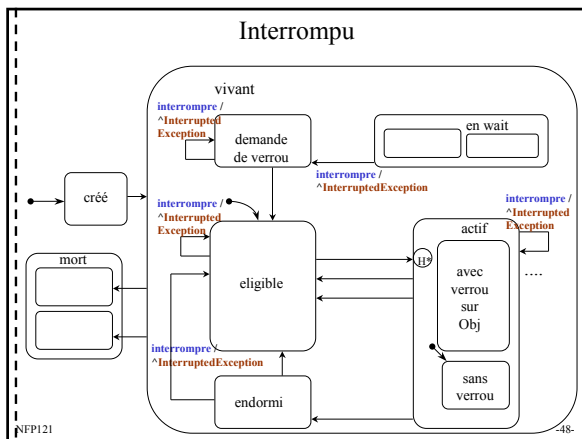 Interrompu
vivant
interrompre /
^Interrupted
Exception
demande
de verrou
en wait
interrompre /
^InterruptedException
créé
interrompre /
^Interrupted
Exception
eligible
interrompre /
^Interrupted
Exception
actif
H*
avec
verrou
sur
Obj
....
mort
interrompre /
^InterruptedException
endormi
sans
verrou
NFP121
-48-